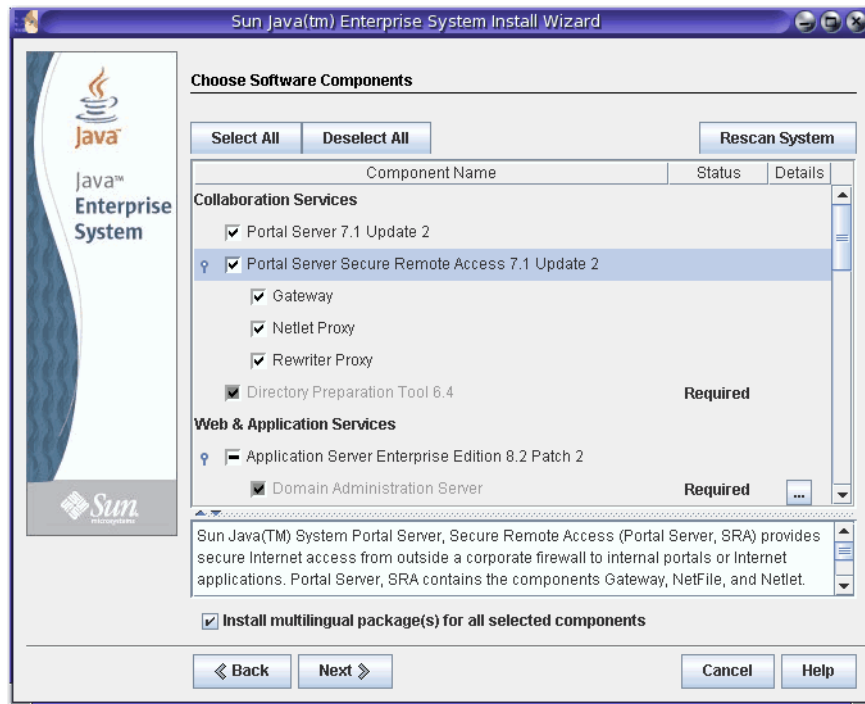 Sun Java(tm) Enterprise System Install Wizard
Java™
Java™
Enterprise
System
Sun
microsystems
Choose Software Components
Select All Deselect All Rescan System
Component Name Status Details
Collaboration Services
Portal Server 7.1 Update 2
Portal Server Secure Remote Access 7.1 Update 2
Gateway
Netlet Proxy
Rewriter Proxy
Directory Preparation Tool 6.4 Required
Web & Application Services
Application Server Enterprise Edition 8.2 Patch 2
Domain Administration Server Required ...
Sun Java(TM) System Portal Server, Secure Remote Access (Portal Server, SRA) provides
secure Internet access from outside a corporate firewall to internal portals or Internet
applications. Portal Server, SRA contains the components Gateway, NetFile, and Netlet.
Install multilingual package(s) for all selected components
Back Next Cancel Help